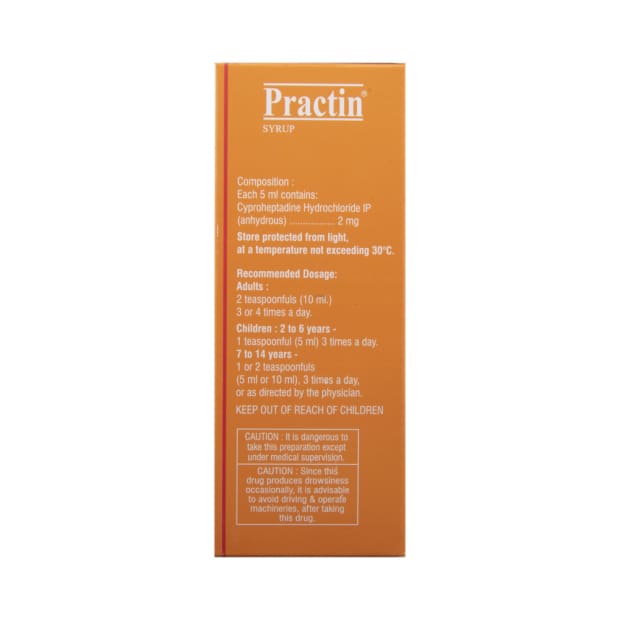 Practin®
SYRUP
Composition :
Each 5 ml contains:
Cyproheptadine Hydrochloride IP
(anhydrous) .................. 2 mg
Store protected from light,
at a temperature not exceeding 30°C.
Recommended Dosage:
Adults :
2 teaspoonfuls (10 ml.)
3 or 4 times a day.
Children : 2 to 6 years -
1 teaspoonful (5 ml) 3 times a day.
7 to 14 years -
1 or 2 teaspoonfuls
(5 ml or 10 ml), 3 times a day,
or as directed by the physician.
KEEP OUT OF REACH OF CHILDREN
CAUTION : It is dangerous to
take this preparation except
under medical supervision.
CAUTION : Since this
drug produces drowsiness
occasionally, it is advisable
to avoid driving & operate
machineries, after taking
this drug.